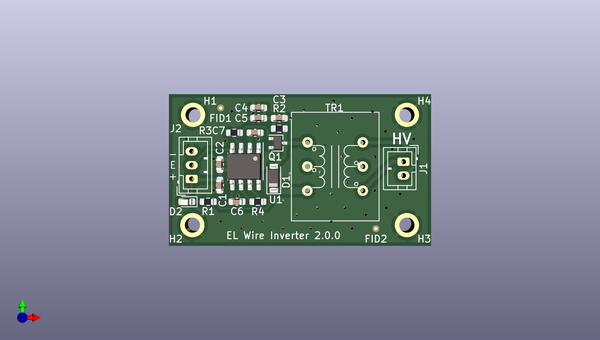 H1
C3
TR1
H4
C4
R2
FID1
C5
J2
R3C7
HV
C2
Q1
-
E
+
J1
D1
C1
U1
D2
R1
C6
R4
H2
EL Wire Inverter 2.0.0
FID2
H3